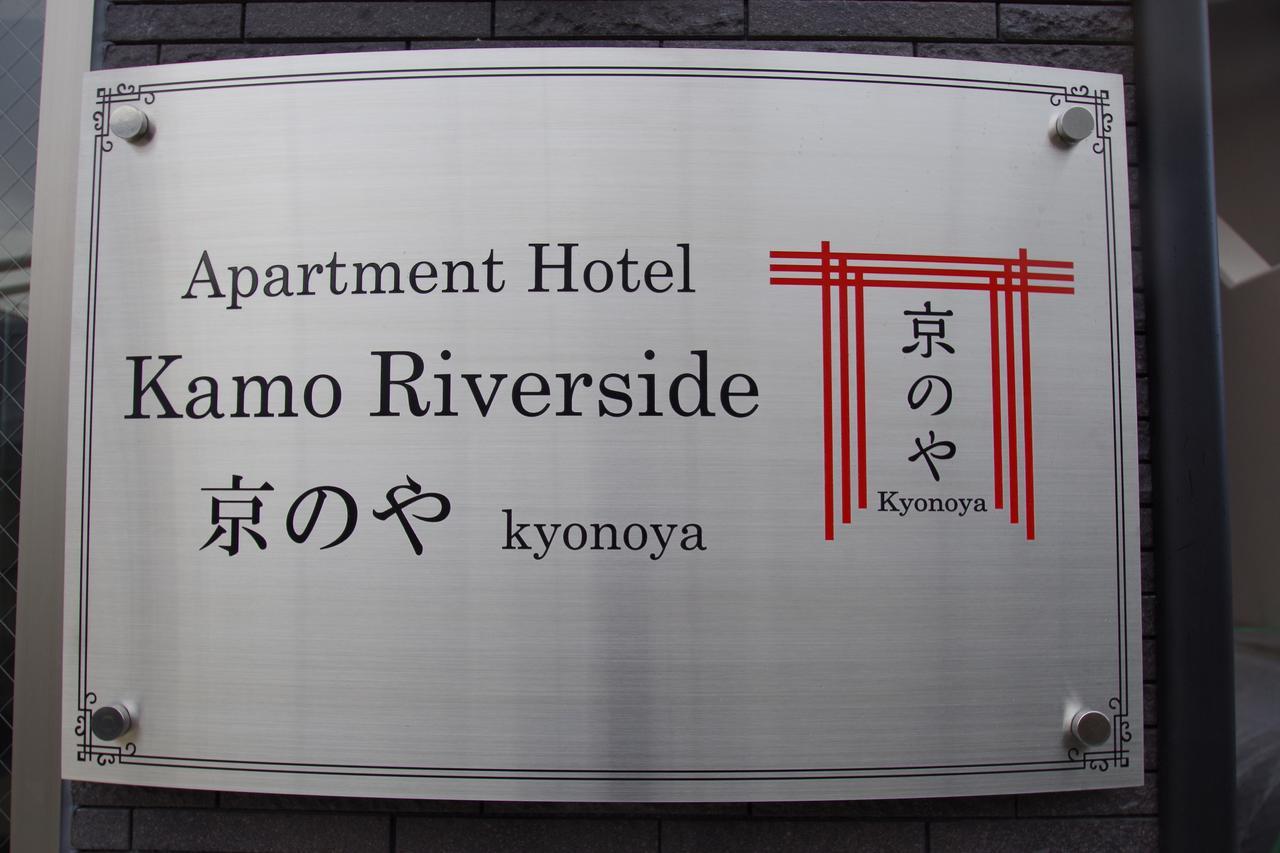 Apartment Hotel
Kamo Riverside
京のや kyonoya
京のや
Kyonoya